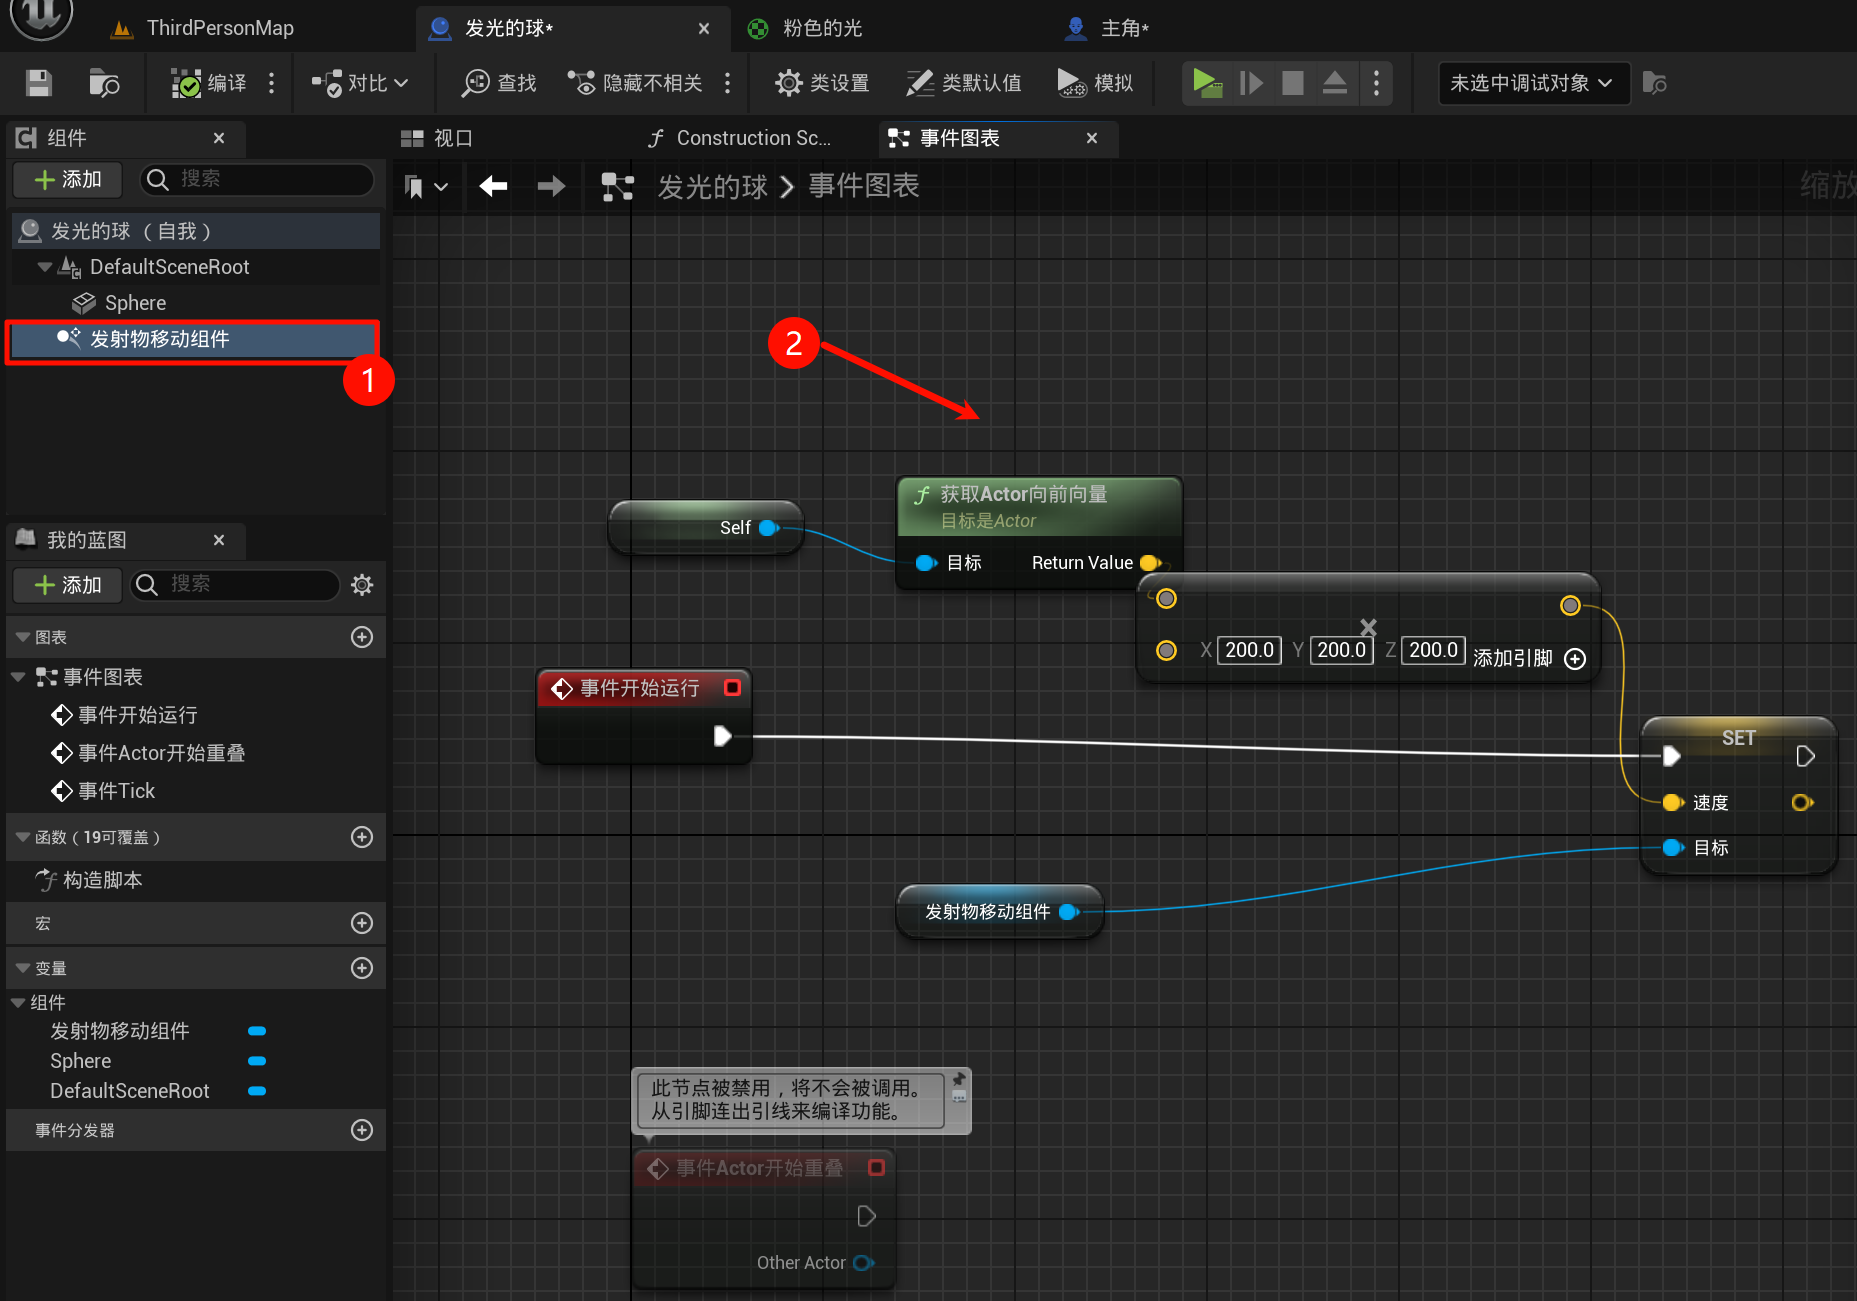 ThirdPersonMap
发光的球*
粉色的光
主角*
编译
对比
查找
隐藏不相关
类设置
类默认值
模拟
未选中调试对象
组件
添加
搜索
发光的球 （自我）
DefaultSceneRoot
Sphere
发射物移动组件
1
视口
Construction Sc...
事件图表
发光的球 > 事件图表
缩放
2
Self
获取Actor向前向量
目标是Actor
目标
Return Value
X 200.0 Y 200.0 Z 200.0
添加引脚
事件开始运行
SET
速度
目标
发射物移动组件
此节点被禁用，将不会被调用。
从引脚连出引线来编译功能。
事件Actor开始重叠
Other Actor
我的蓝图
添加
搜索
图表
事件图表
事件开始运行
事件Actor开始重叠
事件Tick
函数（19可覆盖）
构造脚本
宏
变量
组件
发射物移动组件
Sphere
DefaultSceneRoot
事件分发器